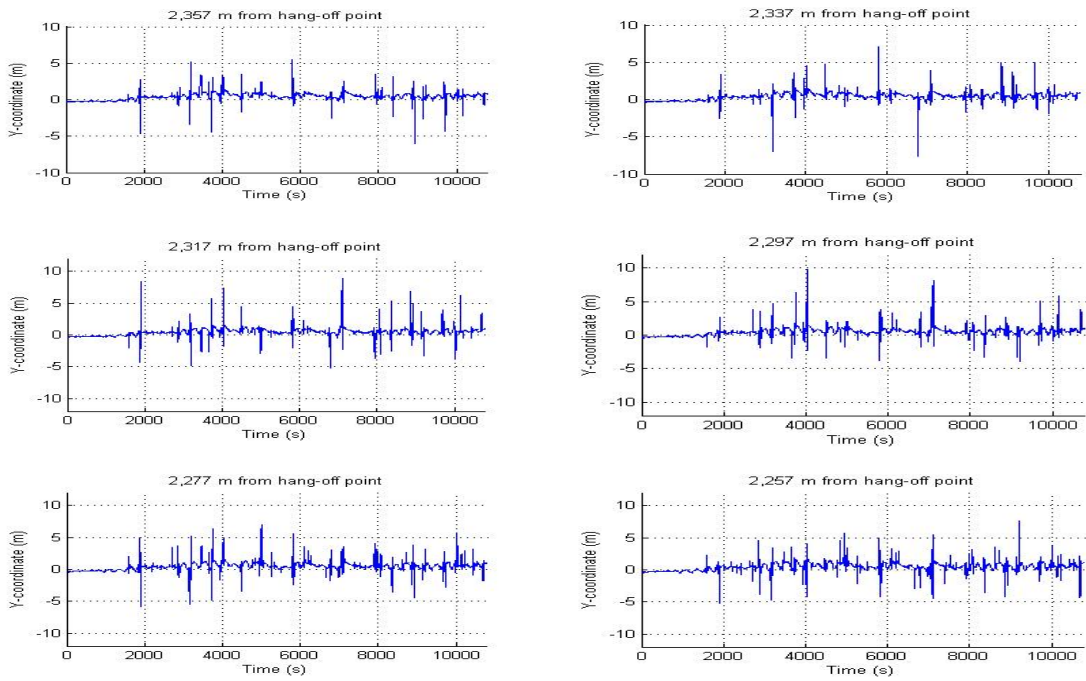 2,357 m from hang-off point
10
5
0
-5
-10
Y-coordinate (m)
0 2000 4000 6000 8000 10000
Time (s)
2,337 m from hang-off point
10
5
0
-5
-10
Y-coordinate (m)
0 2000 4000 6000 8000 10000
Time (s)
2,317 m from hang-off point
10
5
0
-5
-10
Y-coordinate (m)
0 2000 4000 6000 8000 10000
Time (s)
2,297 m from hang-off point
10
5
0
-5
-10
Y-coordinate (m)
0 2000 4000 6000 8000 10000
Time (s)
2,277 m from hang-off point
10
5
0
-5
-10
Y-coordinate (m)
0 2000 4000 6000 8000 10000
Time (s)
2,257 m from hang-off point
10
5
0
-5
-10
Y-coordinate (m)
0 2000 4000 6000 8000 10000
Time (s)